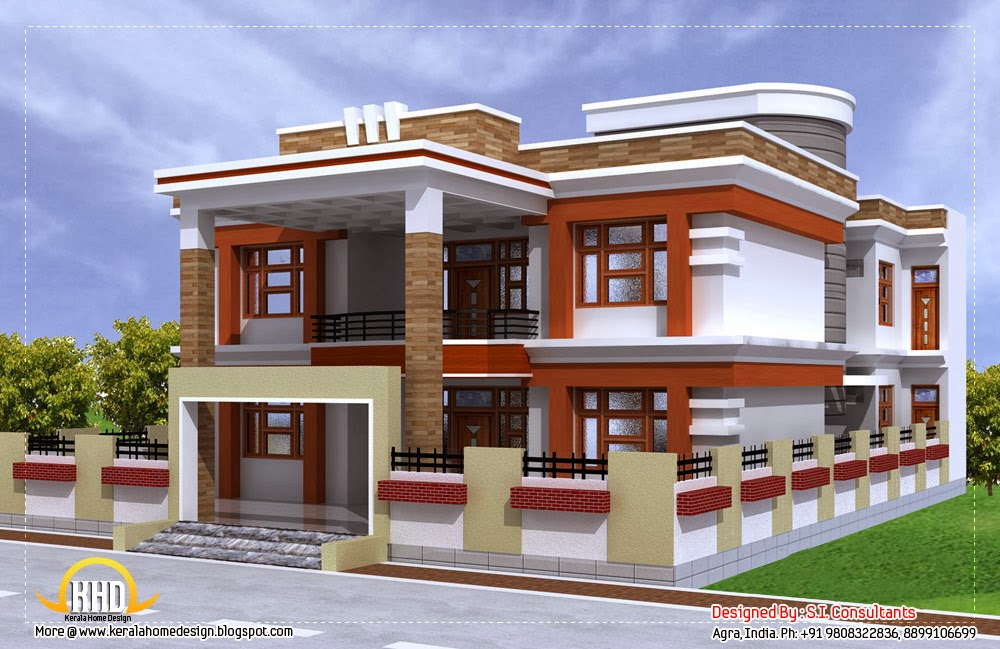 KHD
Kerala Home Design
More @ www.keralahomedesign.blogspot.com
Designed By : S.I. Consultants
Agra, India. Ph: +91 9808322836, 8899106699